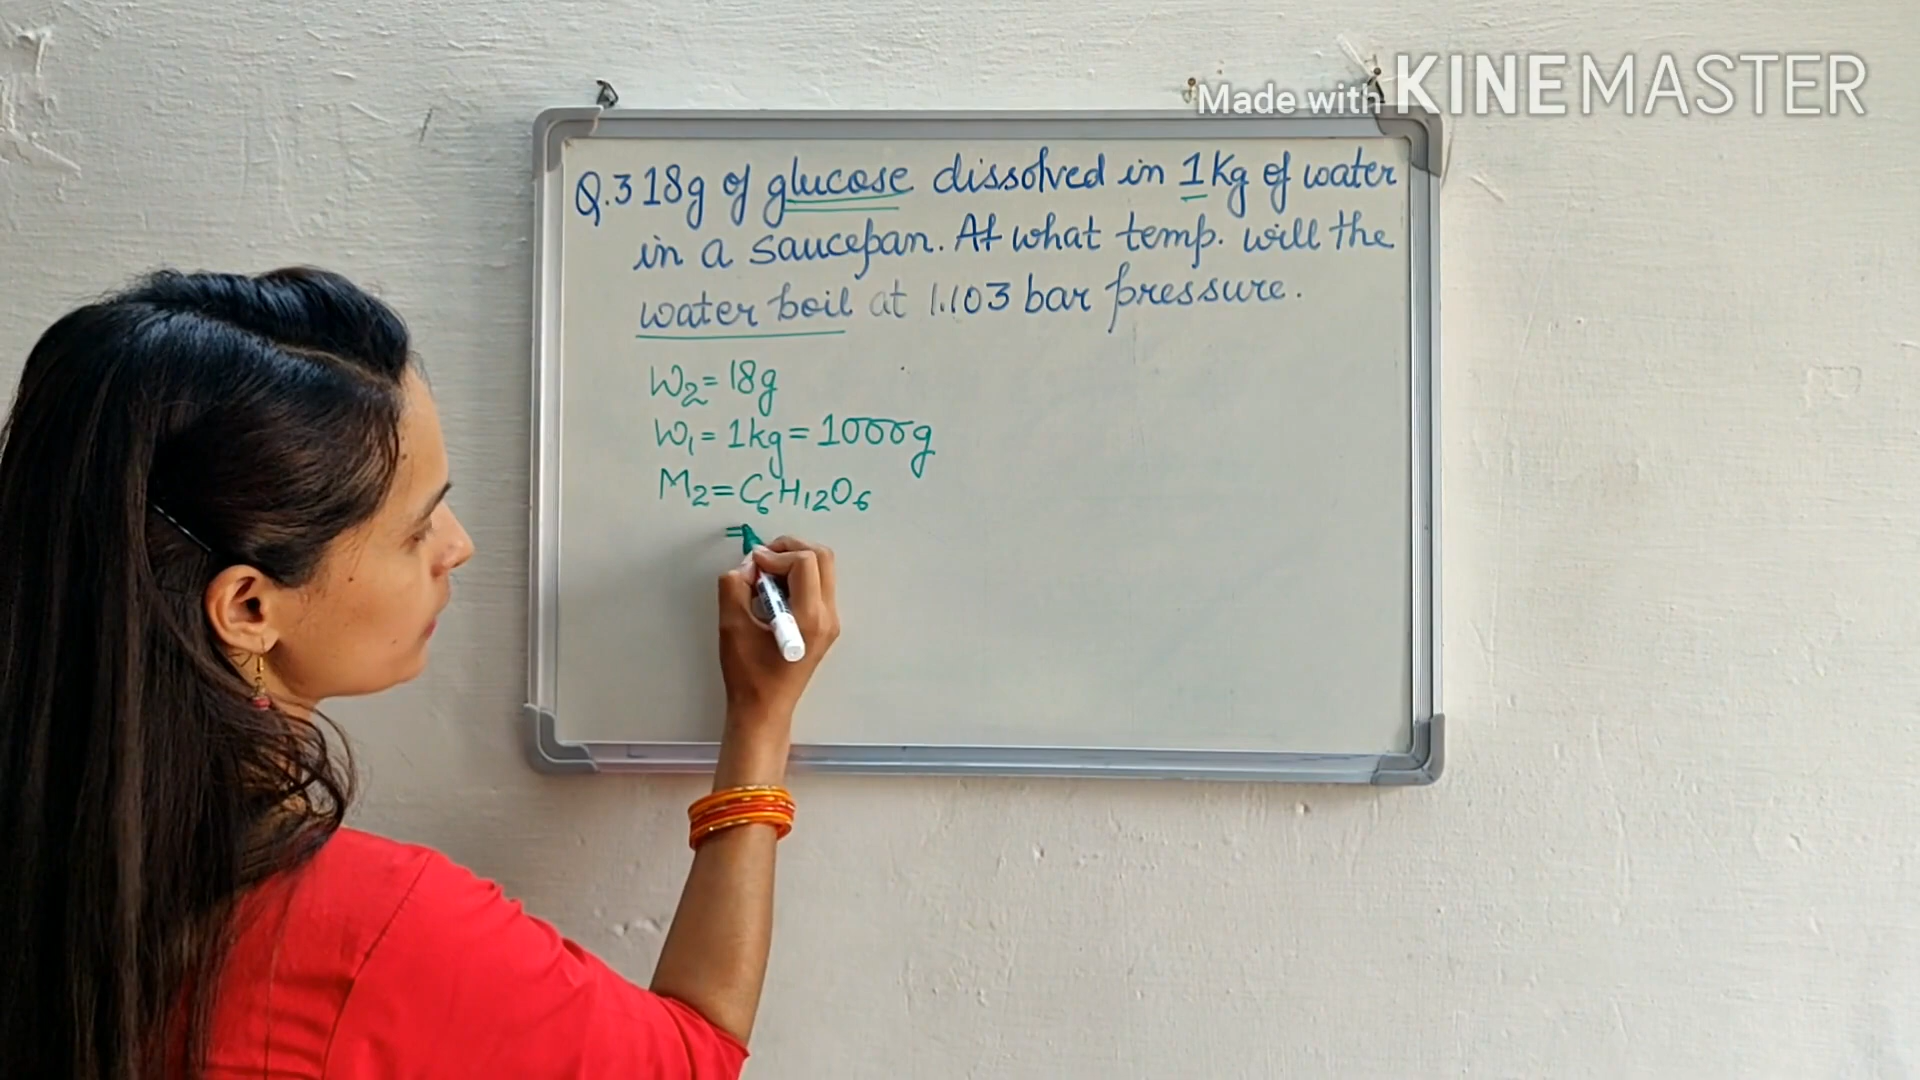 Made with KINEMASTER
Q.3 18g of glucose dissolved in 1Kg of water
in a saucepan. At what temp. will the
water boil at 1.103 bar pressure.
W₂ = 18g
W₁ = 1kg = 1000g
M₂ = C₆H₁₂O₆
=